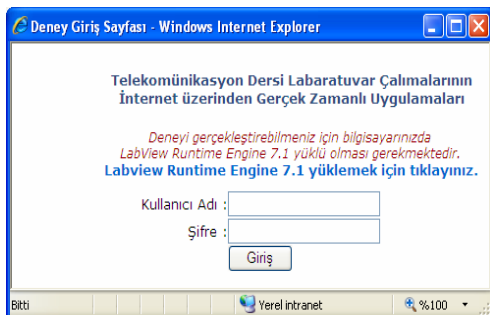 Deney Giriş Sayfası - Windows Internet Explorer
Telekomünikasyon Dersi Labaratuvar Çalımalarının
İnternet üzerinden Gerçek Zamanlı Uygulamaları
Deneyi gerçekleştirebilmeniz için bilgisayarınızda
LabView Runtime Engine 7.1 yüklü olması gerekmektedir.
Labview Runtime Engine 7.1 yüklemek için tıklayınız.
Kullanıcı Adı :
Şifre :
Giriş
Bitti Yerel intranet %100